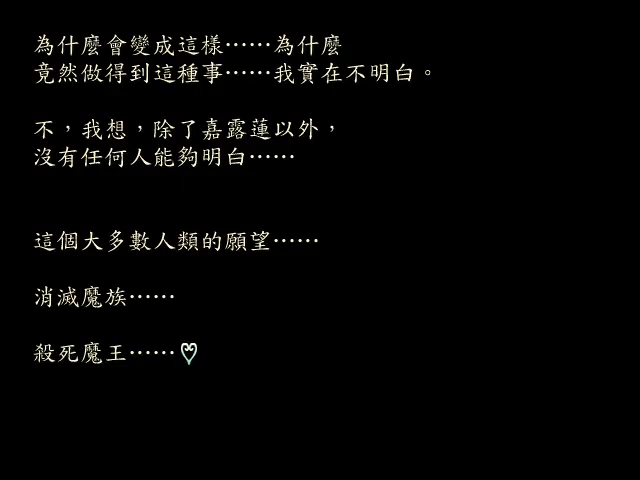 為什麼會變成這樣……為什麼
竟然做得到這種事……我實在不明白。
不，我想，除了嘉露蓮以外，
沒有任何人能夠明白……
這個大多數人類的願望……
消滅魔族……
殺死魔王……